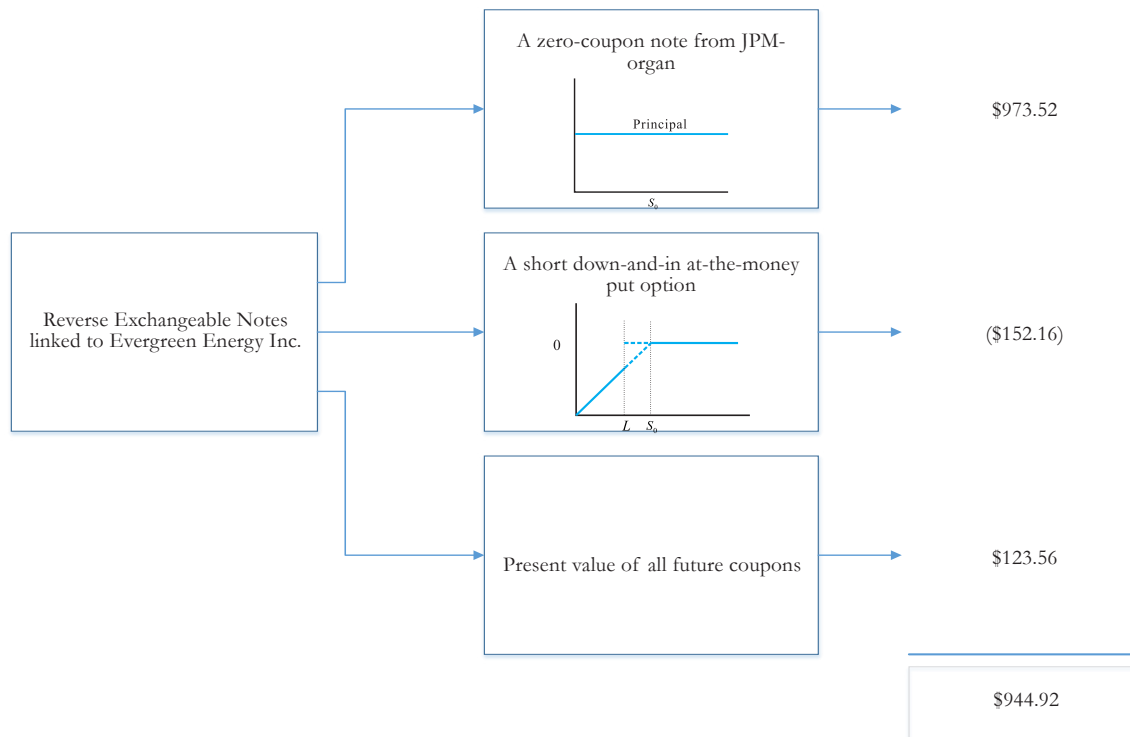 A zero-coupon note from JPM-
organ
Principal
S₀
$973.52
Reverse Exchangeable Notes
linked to Evergreen Energy Inc.
A short down-and-in at-the-money
put option
0
L S₀
($152.16)
Present value of all future coupons
$123.56
$944.92